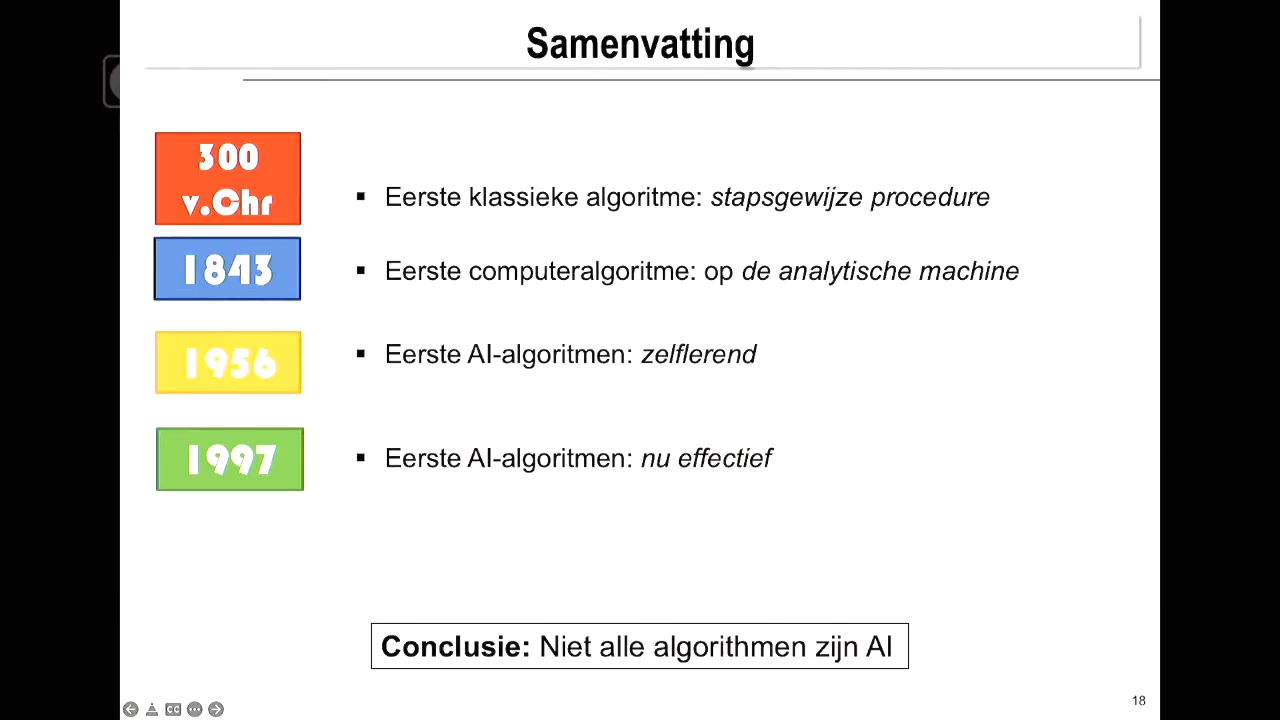 Samenvatting
300
v.Chr
▪ Eerste klassieke algoritme: stapsgewijze procedure
1843
▪ Eerste computeralgoritme: op de analytische machine
1956
▪ Eerste AI-algoritmen: zelflerend
1997
▪ Eerste AI-algoritmen: nu effectief
Conclusie: Niet alle algorithmen zijn AI
18
CC